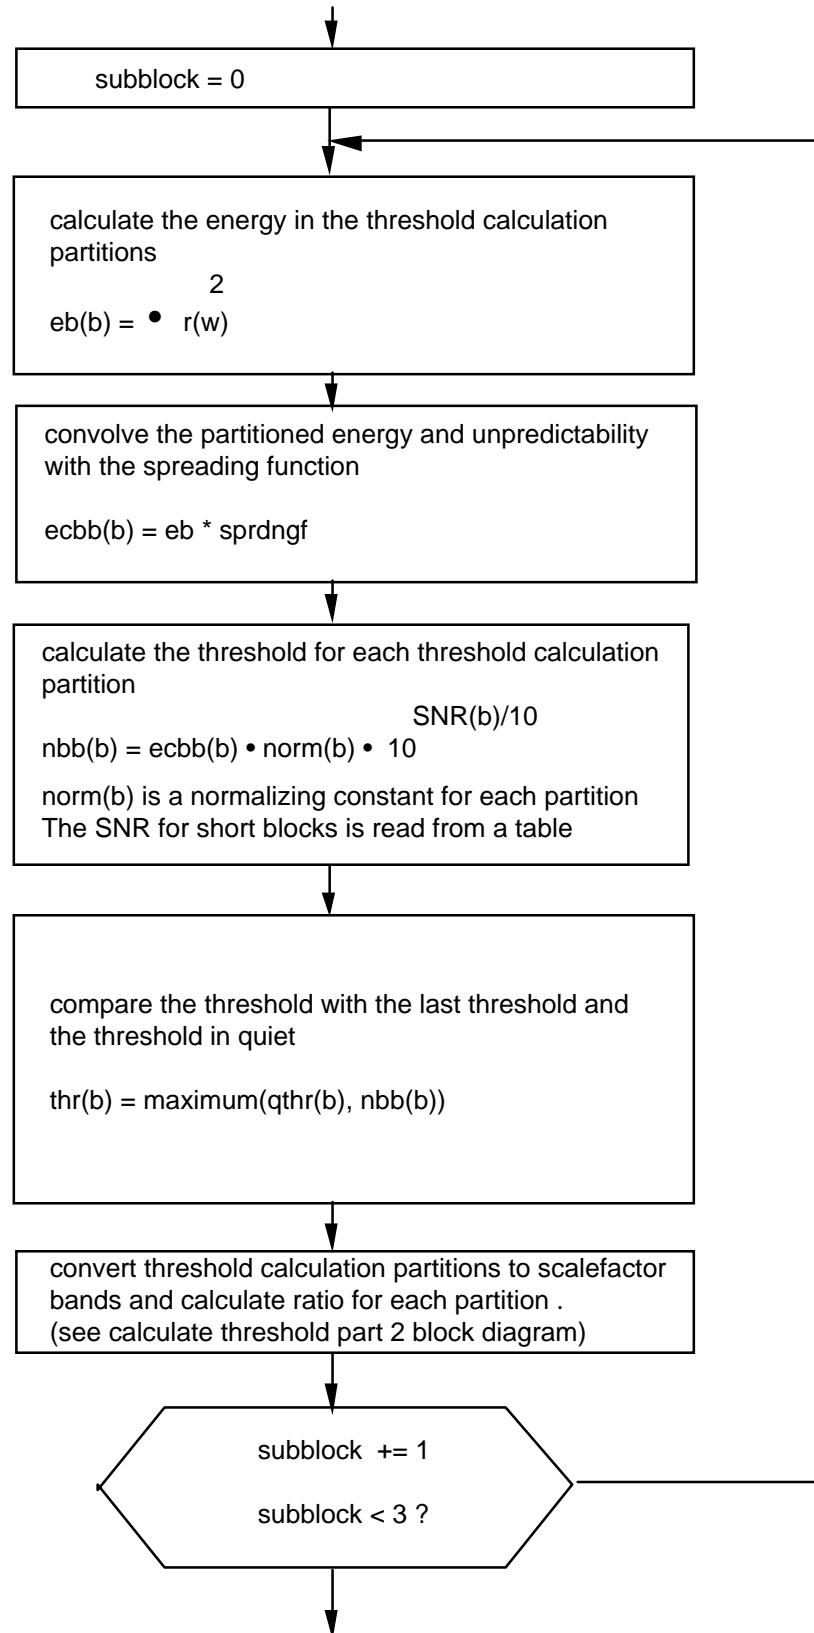 subblock = 0
calculate the energy in the threshold calculation
partitions
2
eb(b) = • r(w)
convolve the partitioned energy and unpredictability
with the spreading function
ecbb(b) = eb * sprdngf
calculate the threshold for each threshold calculation
partition
SNR(b)/10
nbb(b) = ecbb(b) • norm(b) • 10
norm(b) is a normalizing constant for each partition
The SNR for short blocks is read from a table
compare the threshold with the last threshold and
the threshold in quiet
thr(b) = maximum(qthr(b), nbb(b))
convert threshold calculation partitions to scalefactor
bands and calculate ratio for each partition .
(see calculate threshold part 2 block diagram)
subblock += 1
subblock < 3 ?